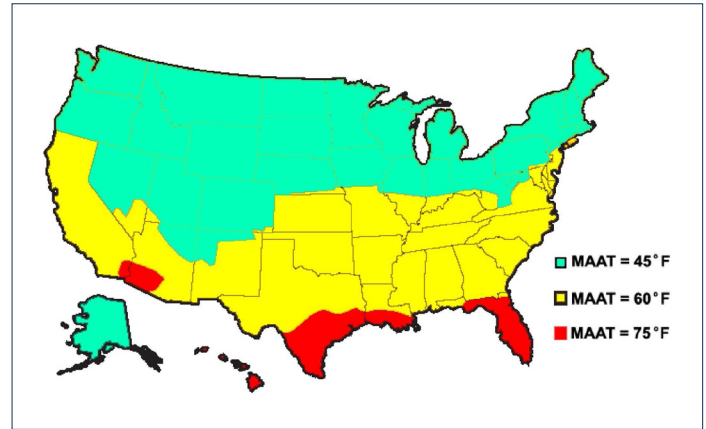 MAAT = 45°F
MAAT = 60°F
MAAT = 75°F